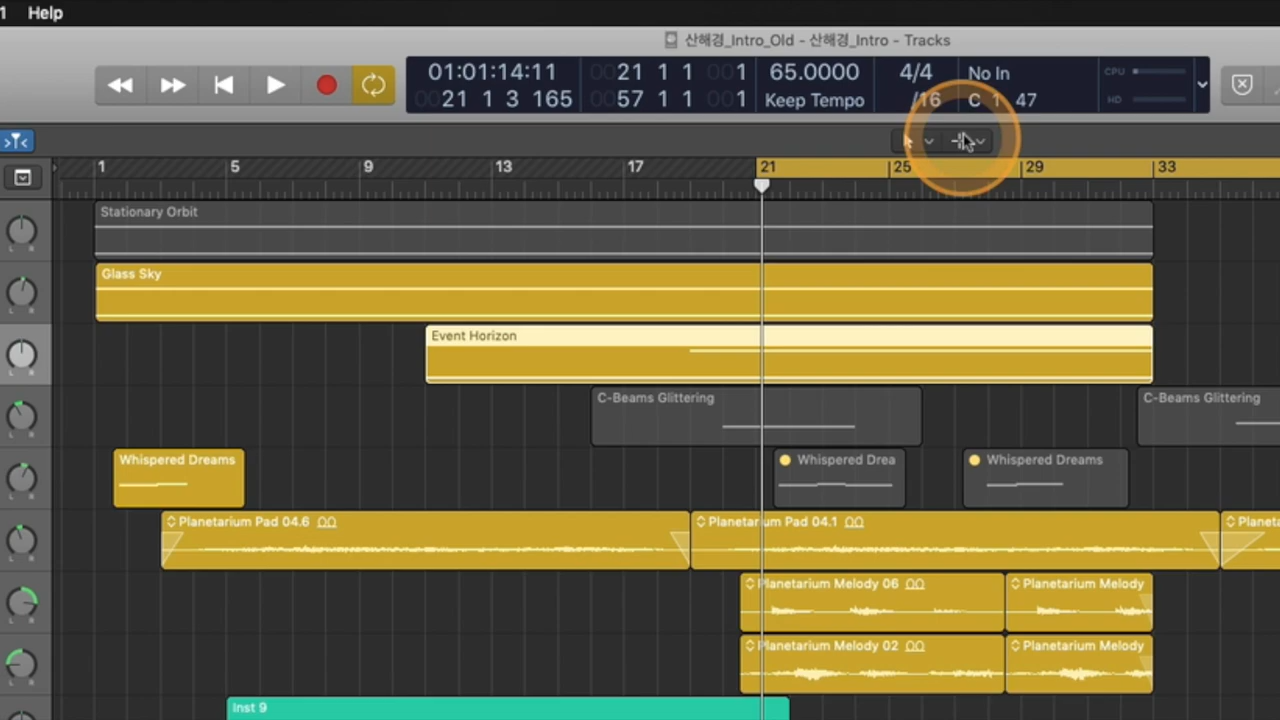 1 Help
산해경_Intro_Old - 산해경_Intro - Tracks
01:01:14:11 0021 1 1 001 65.0000 4/4 No In CPU
0021 1 3 165 0057 1 1 001 Keep Tempo /16 C 1 47 HD
1 5 9 13 17 21 25 29 33
Stationary Orbit
L R
Glass Sky
L R
Event Horizon
L R
C-Beams Glittering C-Beams Glittering
L R
Whispered Dreams Whispered Drea Whispered Dreams
L R
Planetarium Pad 04.6 Planetarium Pad 04.1 Planeta
L R
Planetarium Melody 06 Planetarium Melody
L R
Planetarium Melody 02 Planetarium Melody
L R
Inst 9